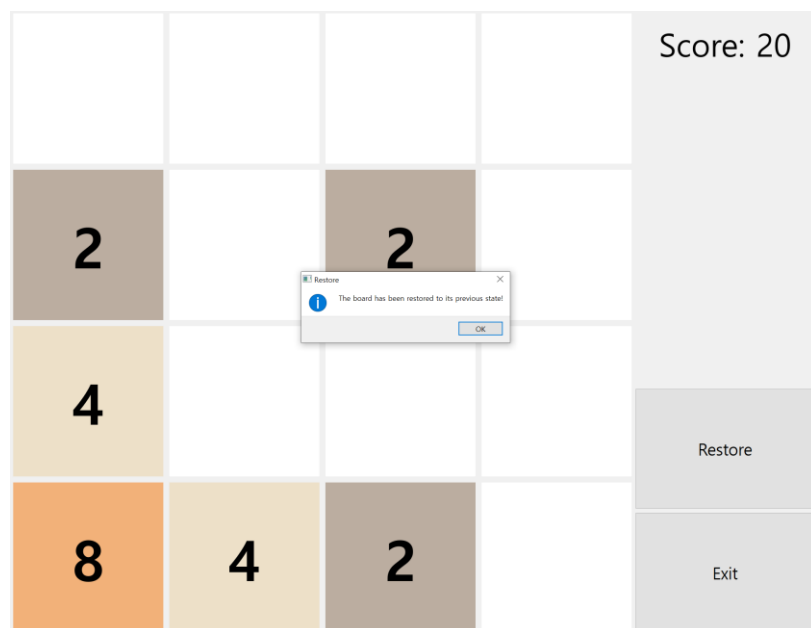 Score: 20
2
2
Restore
The board has been restored to its previous state!
OK
4
Restore
8
4
2
Exit